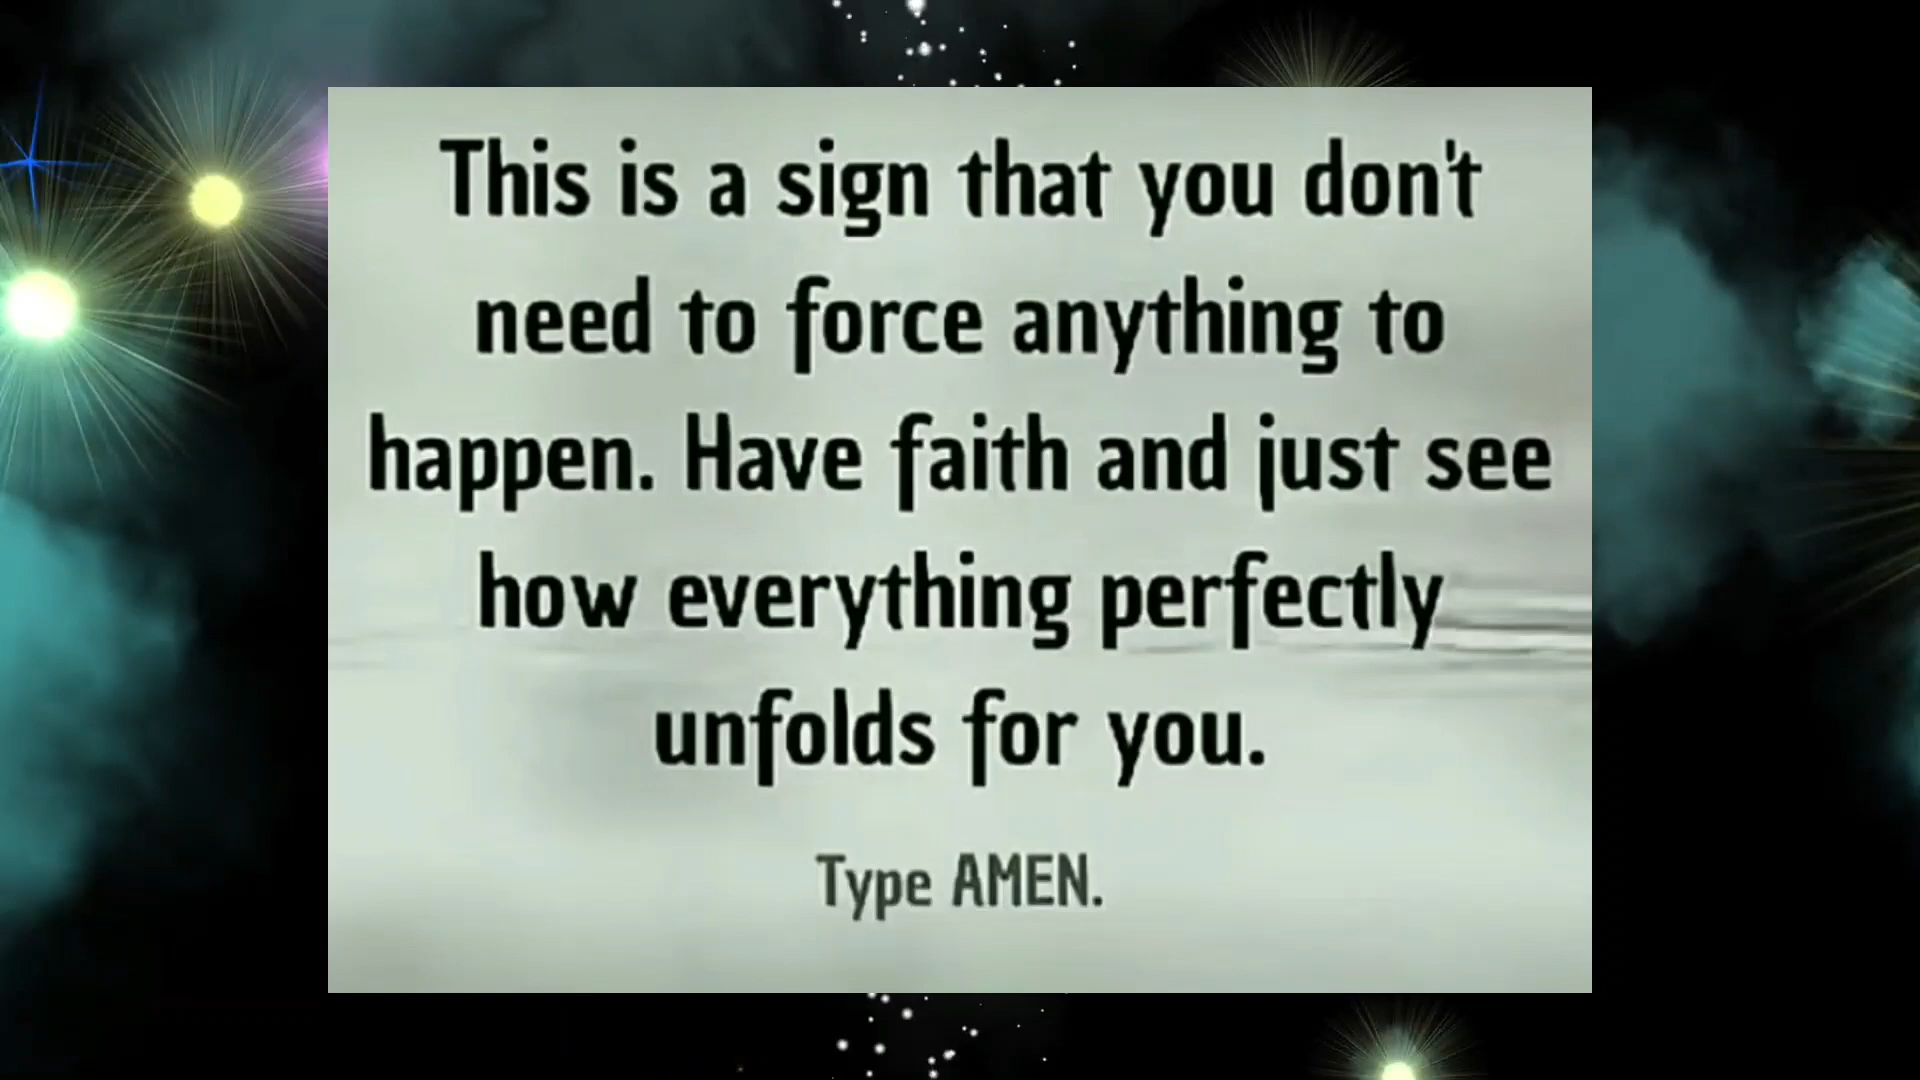 This is a sign that you don't
need to force anything to
happen. Have faith and just see
how everything perfectly
unfolds for you.
Type AMEN.